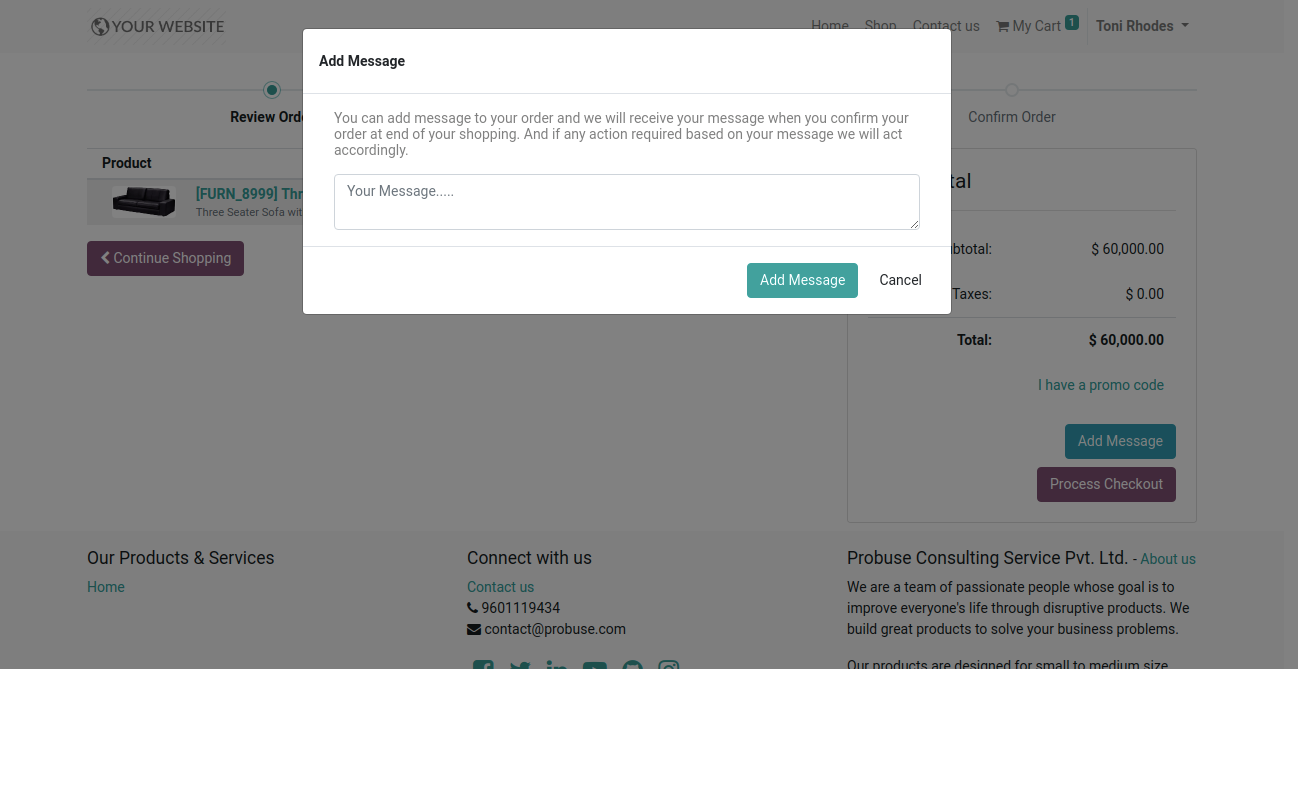 YOUR WEBSITE
Home Shop Contact us My Cart 1 Toni Rhodes
Add Message
You can add message to your order and we will receive your message when you confirm your
order at end of your shopping. And if any action required based on your message we will act
accordingly.
Your Message.....
Add Message Cancel
Review
Confirm Order
Product
[FURN_8999]
Three Seater Sofa
Continue Shopping
$ 60,000.00
Taxes: $ 0.00
Total: $ 60,000.00
I have a promo code
Add Message
Process Checkout
Our Products & Services
Home
Connect with us
Contact us
9601119434
contact@probuse.com
Probuse Consulting Service Pvt. Ltd. - About us
We are a team of passionate people whose goal is to
improve everyone's life through disruptive products. We
build great products to solve your business problems.
Our products are designed for small to medium size